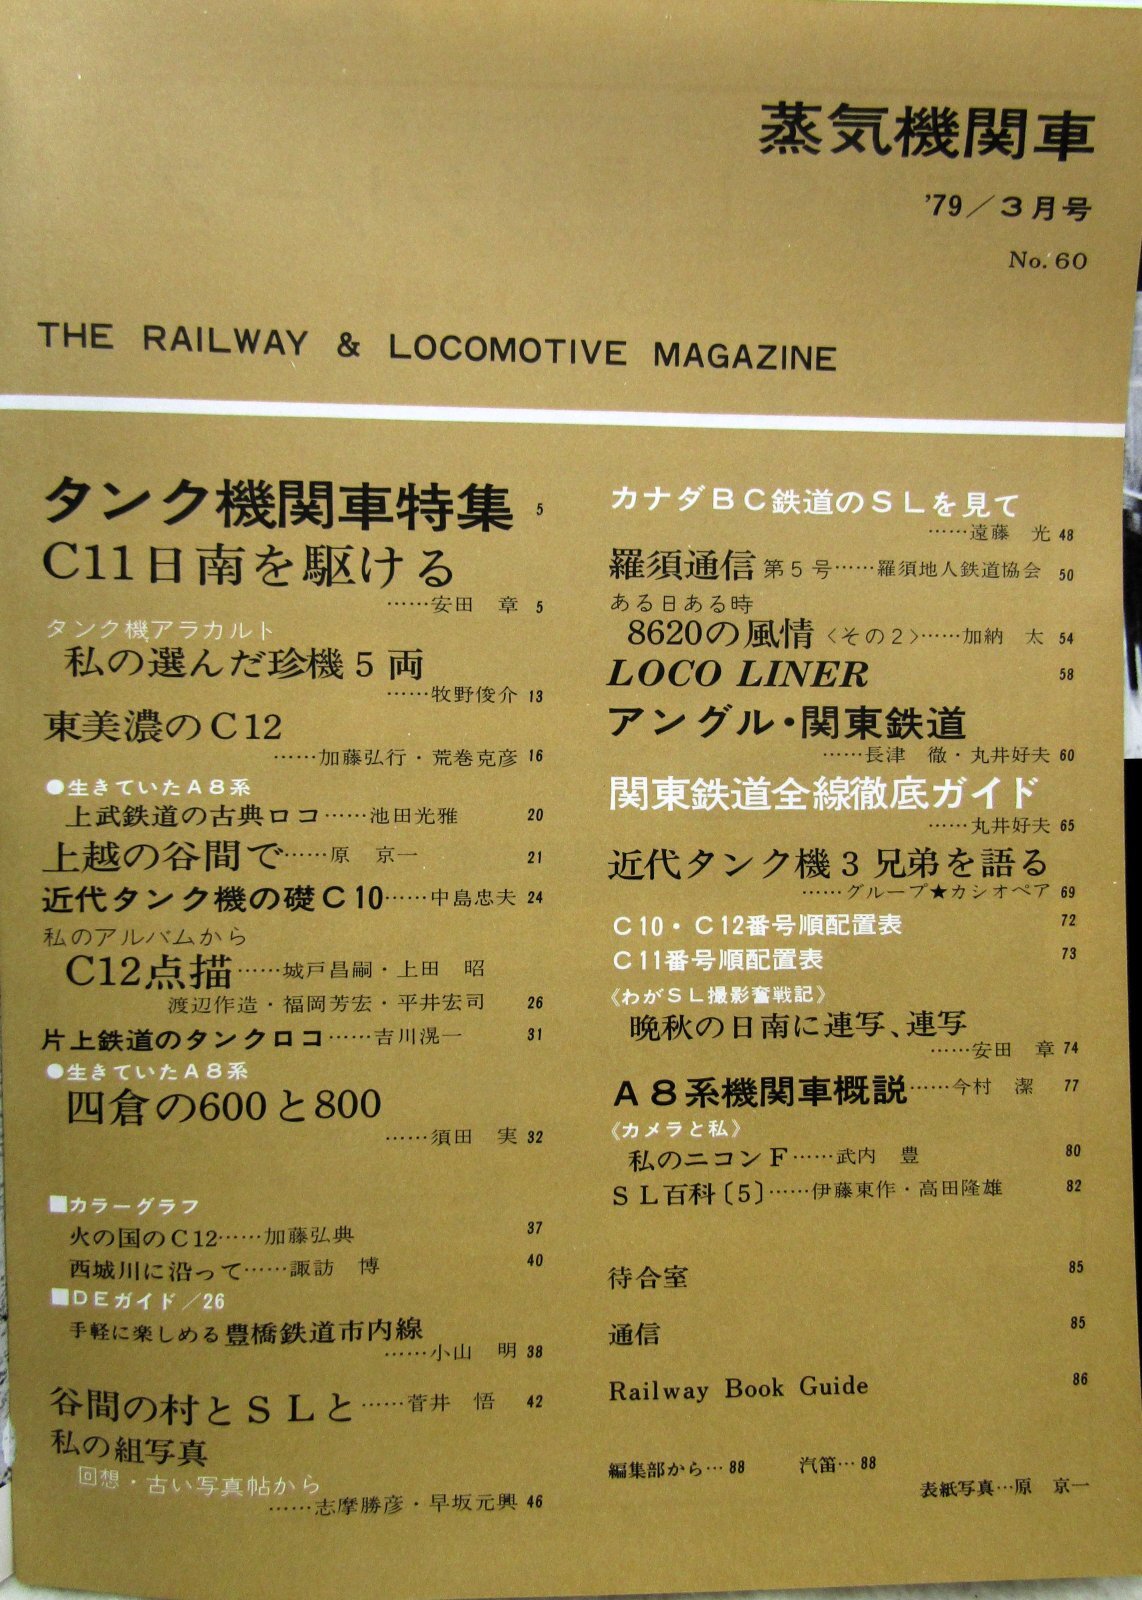 蒸気機関車
'79／3月号
No.60
THE RAILWAY & LOCOMOTIVE MAGAZINE
タンク機関車特集 5
C11日南を駆ける
……安田 章 5
タンク機アラカルト
私の選んだ珍機5両
……牧野俊介 13
東美濃のC12
……加藤弘行・荒巻克彦 16
●生きていたA8系
上武鉄道の古典ロコ……池田光雅 20
上越の谷間で……原 京一 21
近代タンク機の礎C10……中島忠夫 24
私のアルバムから
C12点描……城戸昌嗣・上田 昭
渡辺作造・福岡芳宏・平井宏司 26
片上鉄道のタンクロコ……吉川滉一 31
●生きていたA8系
四倉の600と800
……須田 実 32
■カラーグラフ
火の国のC12……加藤弘典 37
西城川に沿って……諏訪 博 40
■DEガイド／26
手軽に楽しめる豊橋鉄道市内線
……小山 明 38
谷間の村とSLと……菅井 悟 42
私の組写真
回想・古い写真帖から
……志摩勝彦・早坂元興 46
カナダBC鉄道のSLを見て
……遠藤 光 48
羅須通信 第5号……羅須地人鉄道協会 50
ある日ある時
8620の風情〈その2〉……加納 太 54
LOCO LINER 58
アングル・関東鉄道
……長津 徹・丸井好夫 60
関東鉄道全線徹底ガイド
……丸井好夫 65
近代タンク機3兄弟を語る
……グループ★カシオペア 69
C10・C12番号順配置表 72
C11番号順配置表 73
《わがSL撮影奮戦記》
晩秋の日南に連写、連写
……安田 章 74
A8系機関車概説……今村 潔 77
《カメラと私》
私のニコンF……武内 豊 80
SL百科〔5〕……伊藤東作・高田隆雄 82
待合室 85
通信 85
Railway Book Guide 86
編集部から…88 汽笛…88
表紙写真…原 京一